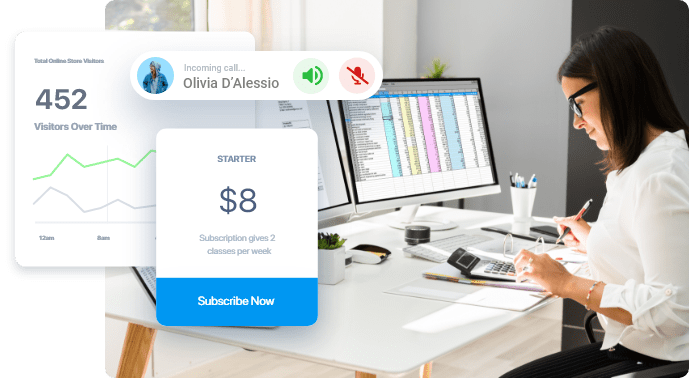 Total Online Store Visitors
452
Visitors Over Time
12am
8am
Incoming call...
Olivia D'Alessio
STARTER
$8
Subscription gives 2
classes per week
Subscribe Now